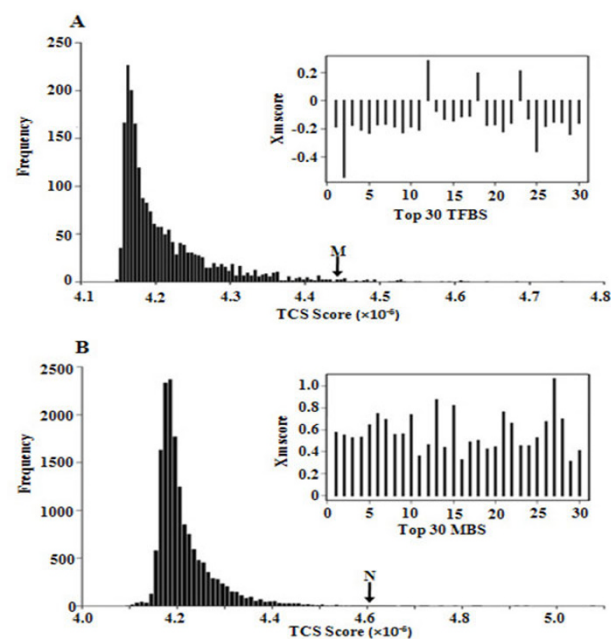 A
250
200
150
100
50
0
Frequency
4.1 4.2 4.3 4.4 4.5 4.6 4.7 4.8
TCS Score (×10⁻⁶)
M
0.2
0
-0.2
-0.4
Xm score
0 5 10 15 20 25 30
Top 30 TFBS
B
2500
2000
1500
1000
500
0
Frequency
4.0 4.2 4.4 4.6 4.8 5.0
TCS Score (×10⁻⁶)
N
1.0
0.8
0.6
0.4
0.2
0
Xm score
0 5 10 15 20 25 30
Top 30 MBS